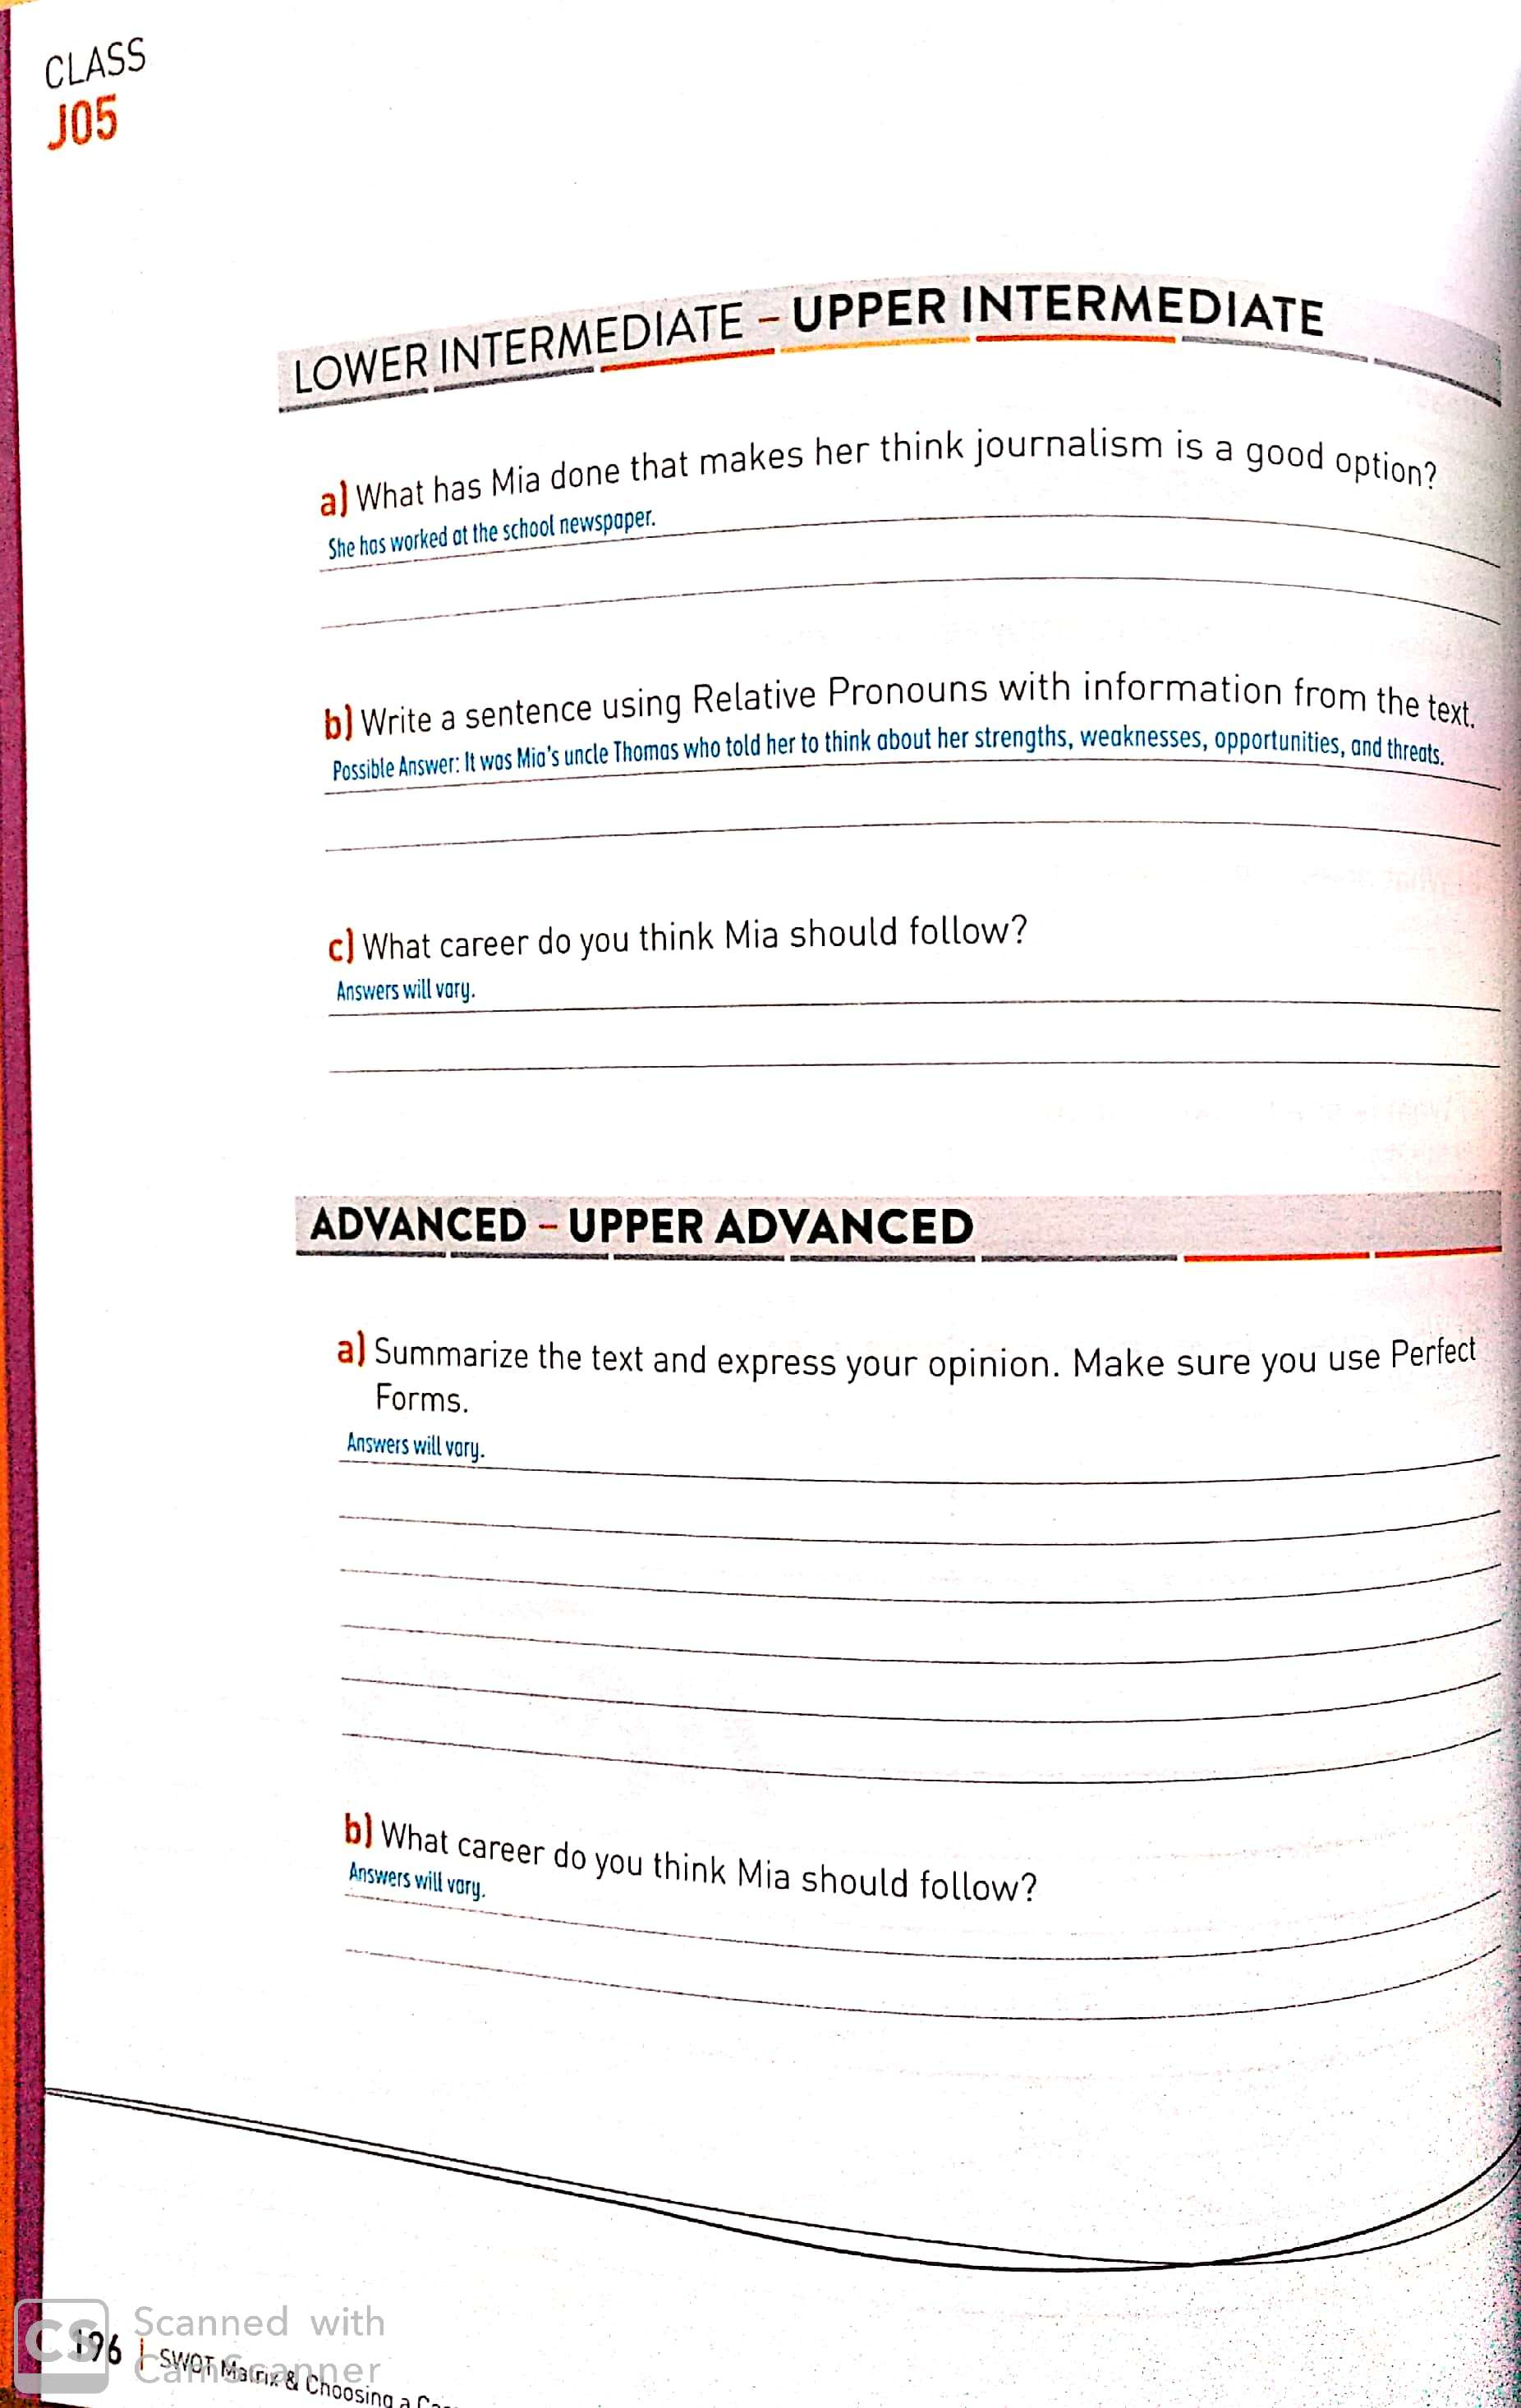 CLASS
J05
LOWER INTERMEDIATE – UPPER INTERMEDIATE
a) What has Mia done that makes her think journalism is a good option?
She has worked at the school newspaper.
b) Write a sentence using Relative Pronouns with information from the text.
Possible Answer: It was Mia's uncle Thomas who told her to think about her strengths, weaknesses, opportunities, and threats.
c) What career do you think Mia should follow?
Answers will vary.
ADVANCED – UPPER ADVANCED
a) Summarize the text and express your opinion. Make sure you use Perfect
Forms.
Answers will vary.
b) What career do you think Mia should follow?
Answers will vary.
CS Scanned with
CamScanner
196 | SWOT Matrix & Choosing a